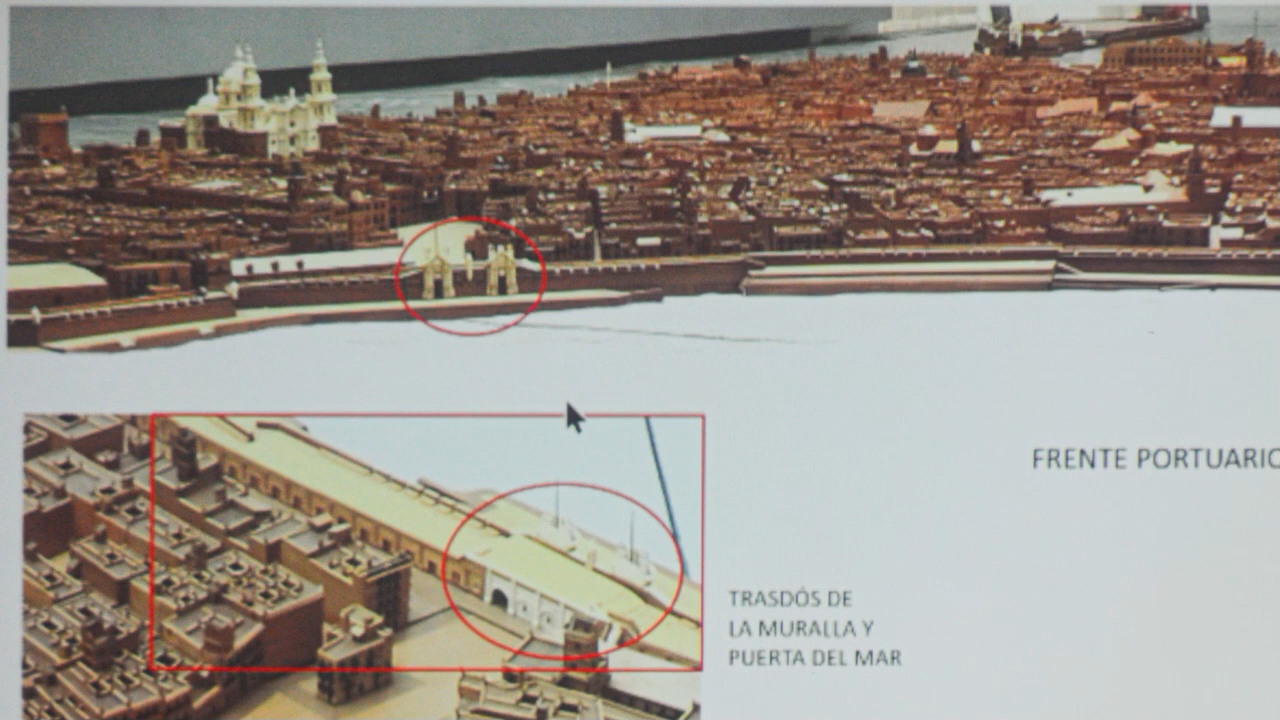 FRENTE PORTUARIO
TRASDÓS DE
LA MURALLA Y
PUERTA DEL MAR